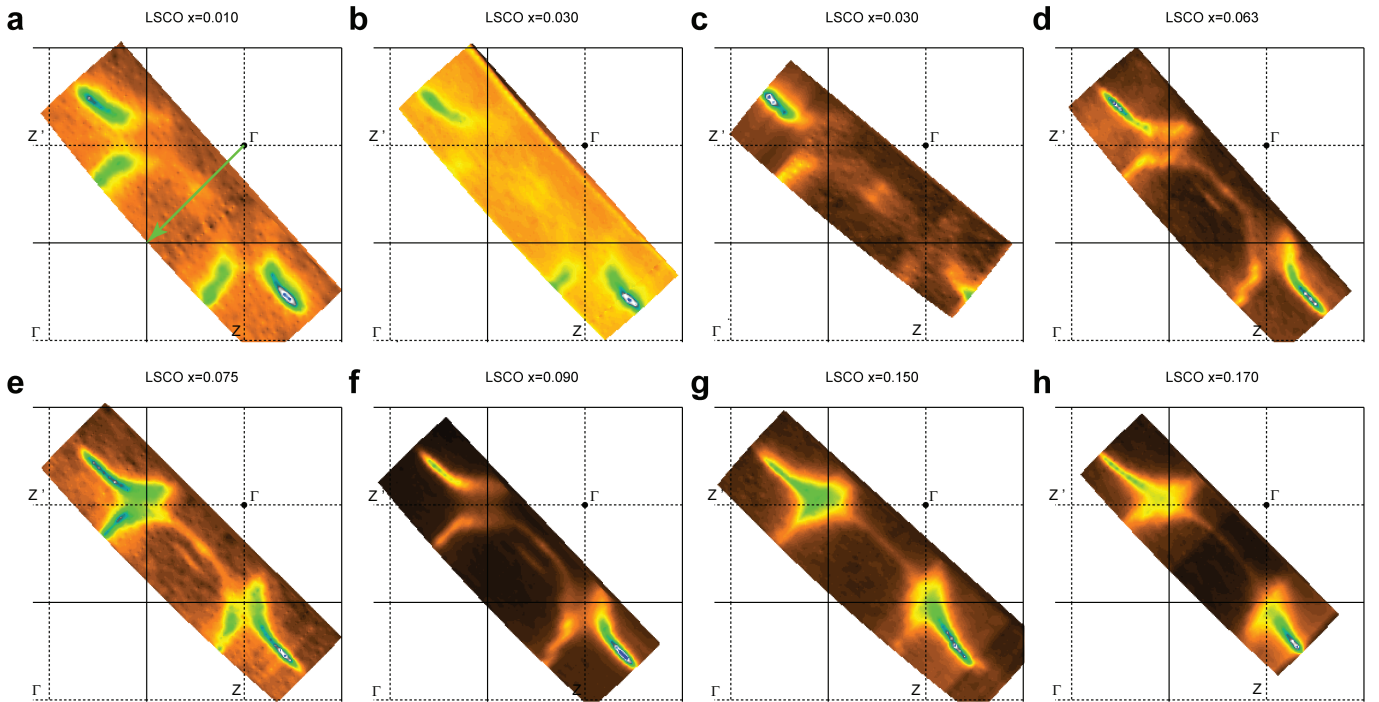 a LSCO x=0.010
b LSCO x=0.030
c LSCO x=0.030
d LSCO x=0.063
Z' Γ Z' Γ Z' Γ Z' Γ
Γ Z Γ Z Γ Z Γ Z
e LSCO x=0.075
f LSCO x=0.090
g LSCO x=0.150
h LSCO x=0.170
Z' Γ Z' Γ Z' Γ Z' Γ
Γ Z Γ Z Γ Z Γ Z